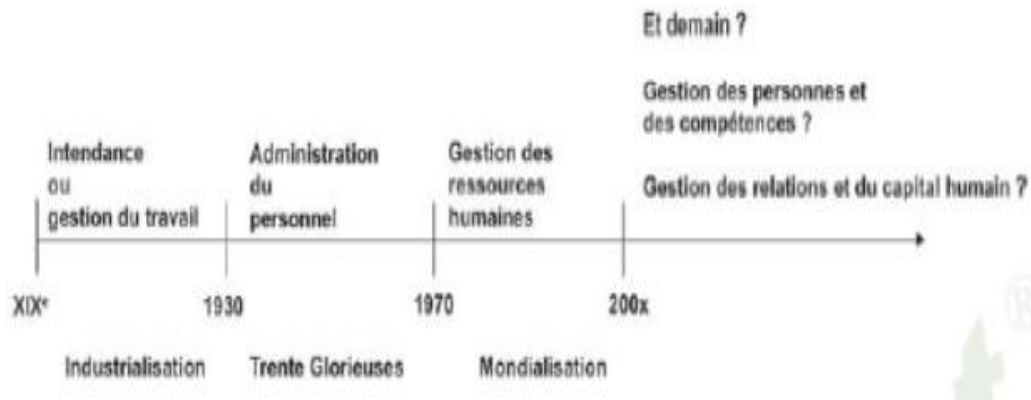 Et demain ?
Gestion des personnes et
des compétences ?
Gestion des relations et du capital humain ?
Intendance
ou
gestion du travail
Administration
du
personnel
Gestion des
ressources
humaines
XIXᵉ
1930
1970
200x
Industrialisation
Trente Glorieuses
Mondialisation
®